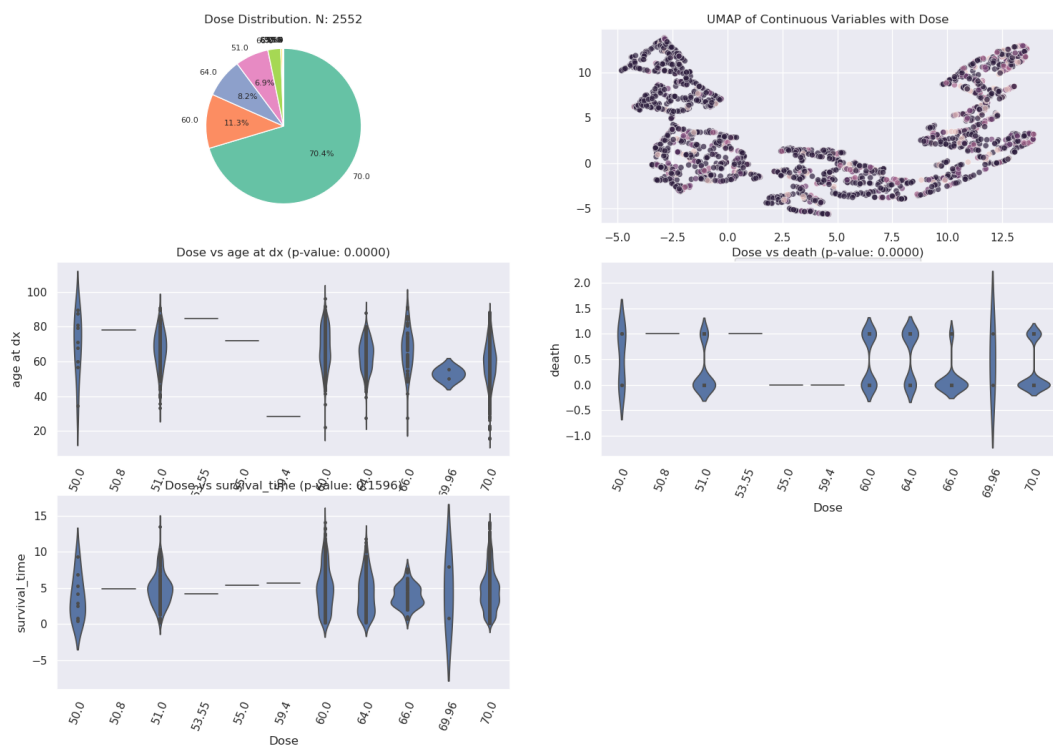 Dose Distribution. N: 2552
51.0
64.0
6.9%
8.2%
60.0
11.3%
70.4%
70.0
UMAP of Continuous Variables with Dose
10
5
0
−5
−5.0 −2.5 0.0 2.5 5.0 7.5 10.0 12.5
Dose vs age at dx (p-value: 0.0000)
100
80
60
40
20
age at dx
50.0 50.8 51.0 53.55 55.0 59.4 60.0 64.0 66.0 69.96 70.0
Dose vs death (p-value: 0.0000)
2.0
1.5
1.0
0.5
0.0
−0.5
−1.0
death
50.0 50.8 51.0 53.55 55.0 59.4 60.0 64.0 66.0 69.96 70.0
Dose
Dose vs survival_time (p-value: 0.1596)
15
10
5
0
−5
survival_time
50.0 50.8 51.0 53.55 55.0 59.4 60.0 64.0 66.0 69.96 70.0
Dose